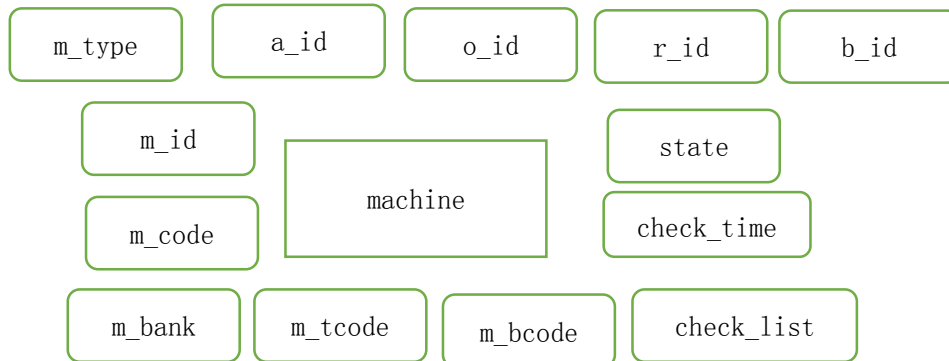 m_type
a_id
o_id
r_id
b_id
m_id
state
machine
m_code
check_time
m_bank
m_tcode
m_bcode
check_list